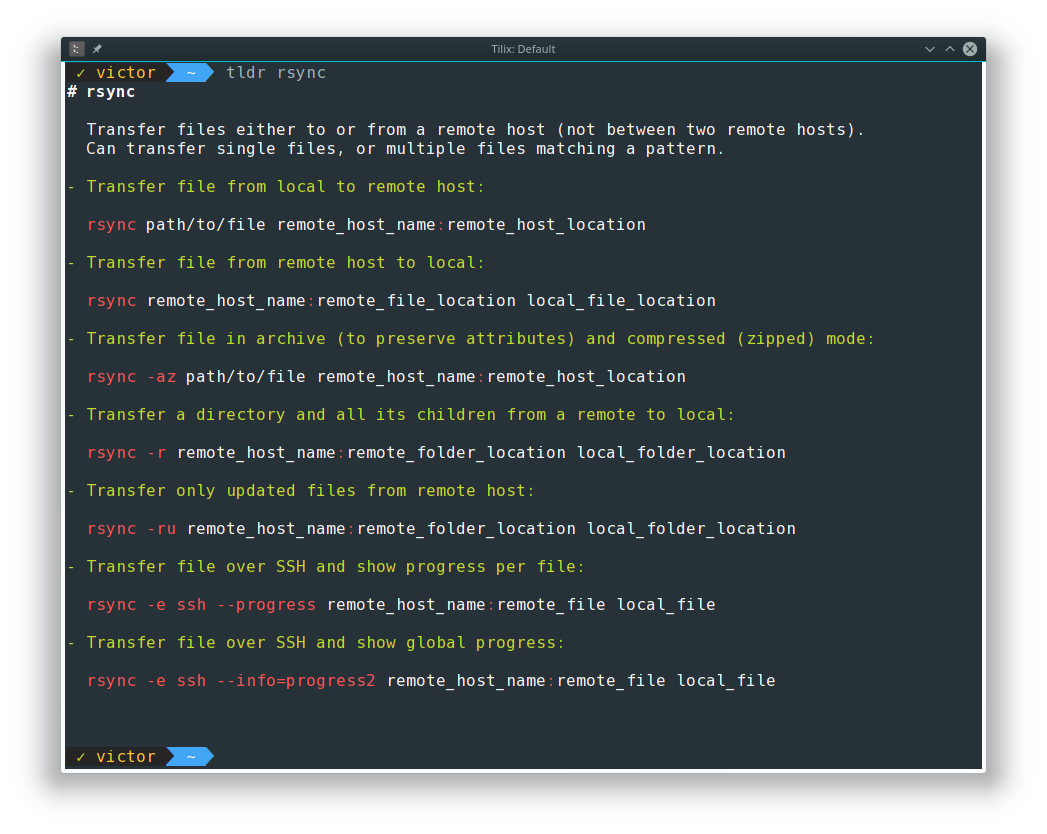 Tilix: Default
✓ victor ~ tldr rsync
# rsync
Transfer files either to or from a remote host (not between two remote hosts).
Can transfer single files, or multiple files matching a pattern.
- Transfer file from local to remote host:
rsync path/to/file remote_host_name:remote_host_location
- Transfer file from remote host to local:
rsync remote_host_name:remote_file_location local_file_location
- Transfer file in archive (to preserve attributes) and compressed (zipped) mode:
rsync -az path/to/file remote_host_name:remote_host_location
- Transfer a directory and all its children from a remote to local:
rsync -r remote_host_name:remote_folder_location local_folder_location
- Transfer only updated files from remote host:
rsync -ru remote_host_name:remote_folder_location local_folder_location
- Transfer file over SSH and show progress per file:
rsync -e ssh --progress remote_host_name:remote_file local_file
- Transfer file over SSH and show global progress:
rsync -e ssh --info=progress2 remote_host_name:remote_file local_file
✓ victor ~